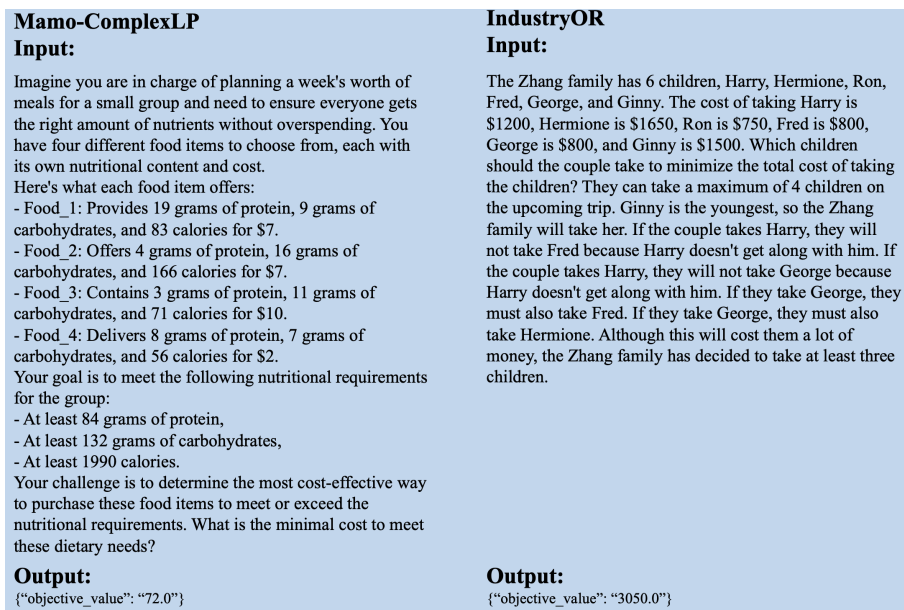 Mamo-ComplexLP
Input:
Imagine you are in charge of planning a week's worth of
meals for a small group and need to ensure everyone gets
the right amount of nutrients without overspending. You
have four different food items to choose from, each with
its own nutritional content and cost.
Here's what each food item offers:
- Food_1: Provides 19 grams of protein, 9 grams of
carbohydrates, and 83 calories for $7.
- Food_2: Offers 4 grams of protein, 16 grams of
carbohydrates, and 166 calories for $7.
- Food_3: Contains 3 grams of protein, 11 grams of
carbohydrates, and 71 calories for $10.
- Food_4: Delivers 8 grams of protein, 7 grams of
carbohydrates, and 56 calories for $2.
Your goal is to meet the following nutritional requirements
for the group:
- At least 84 grams of protein,
- At least 132 grams of carbohydrates,
- At least 1990 calories.
Your challenge is to determine the most cost-effective way
to purchase these food items to meet or exceed the
nutritional requirements. What is the minimal cost to meet
these dietary needs?
Output:
{“objective_value”: “72.0”}
IndustryOR
Input:
The Zhang family has 6 children, Harry, Hermione, Ron,
Fred, George, and Ginny. The cost of taking Harry is
$1200, Hermione is $1650, Ron is $750, Fred is $800,
George is $800, and Ginny is $1500. Which children
should the couple take to minimize the total cost of taking
the children? They can take a maximum of 4 children on
the upcoming trip. Ginny is the youngest, so the Zhang
family will take her. If the couple takes Harry, they will
not take Fred because Harry doesn't get along with him. If
the couple takes Harry, they will not take George because
Harry doesn't get along with him. If they take George, they
must also take Fred. If they take George, they must also
take Hermione. Although this will cost them a lot of
money, the Zhang family has decided to take at least three
children.
Output:
{“objective_value”: “3050.0”}